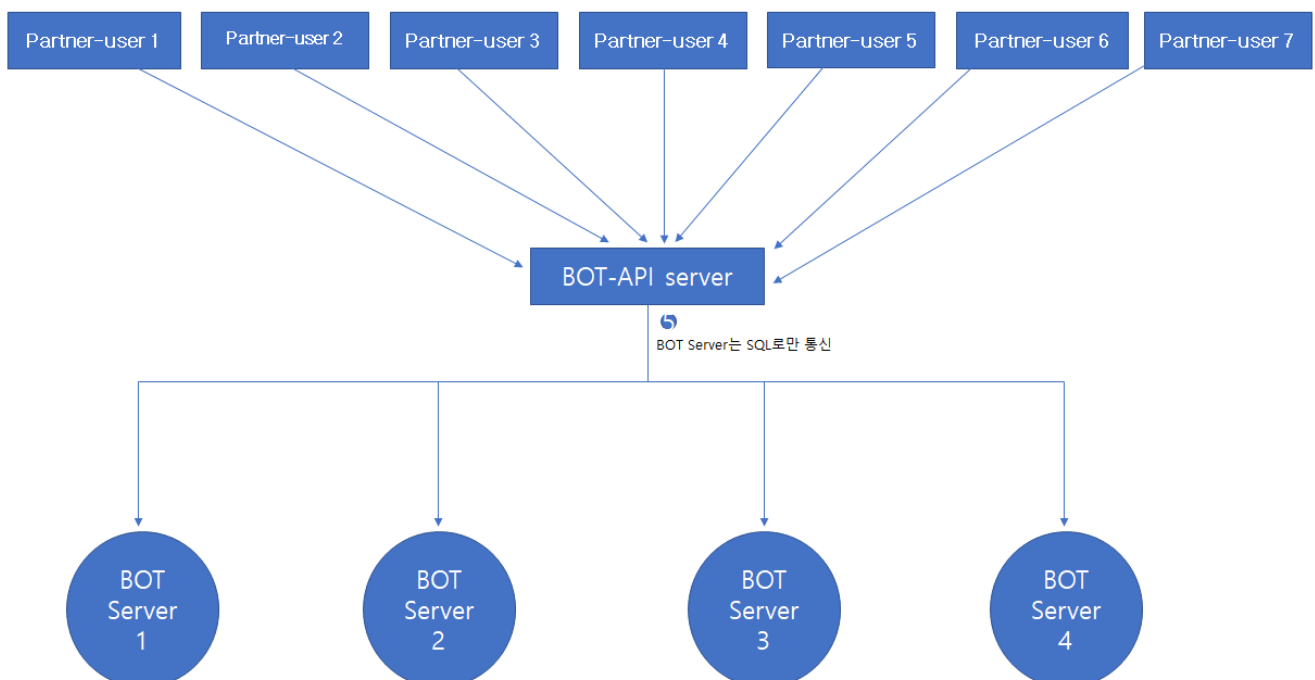 Partner-user 1
Partner-user 2
Partner-user 3
Partner-user 4
Partner-user 5
Partner-user 6
Partner-user 7
BOT-API server
5
BOT Server는 SQL로만 통신
BOT
Server
1
BOT
Server
2
BOT
Server
3
BOT
Server
4